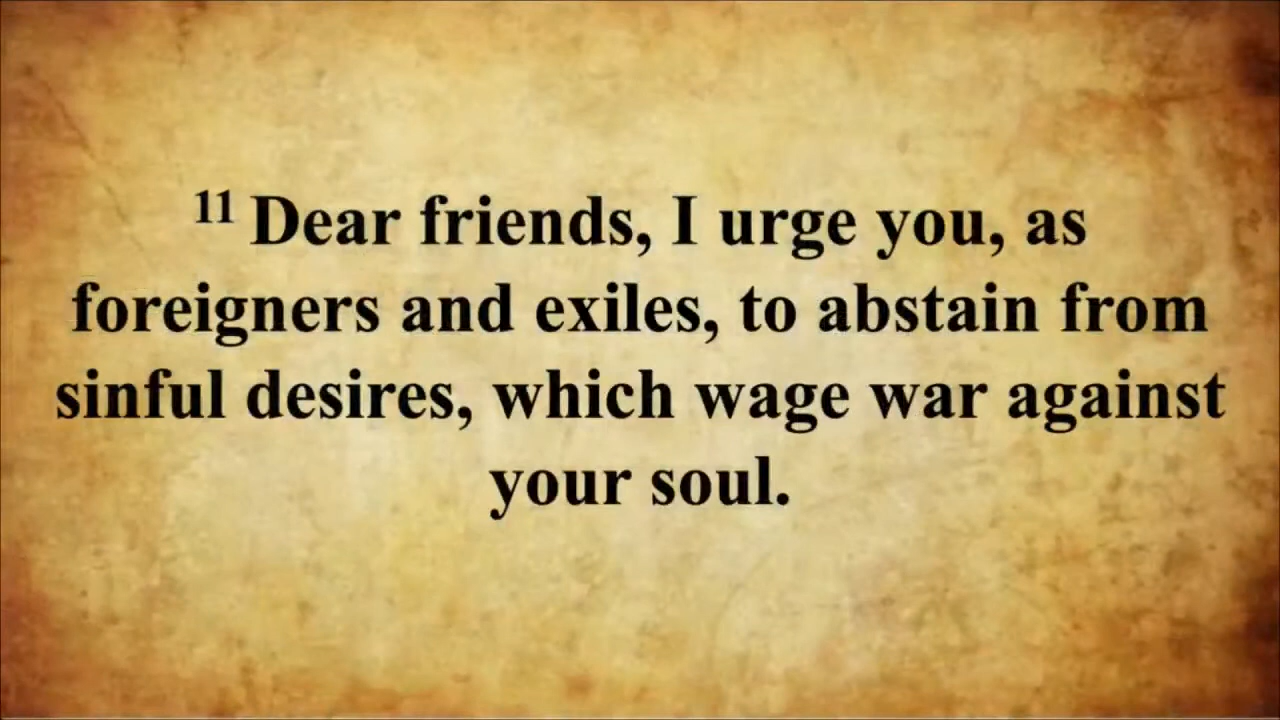 11 Dear friends, I urge you, as
foreigners and exiles, to abstain from
sinful desires, which wage war against
your soul.